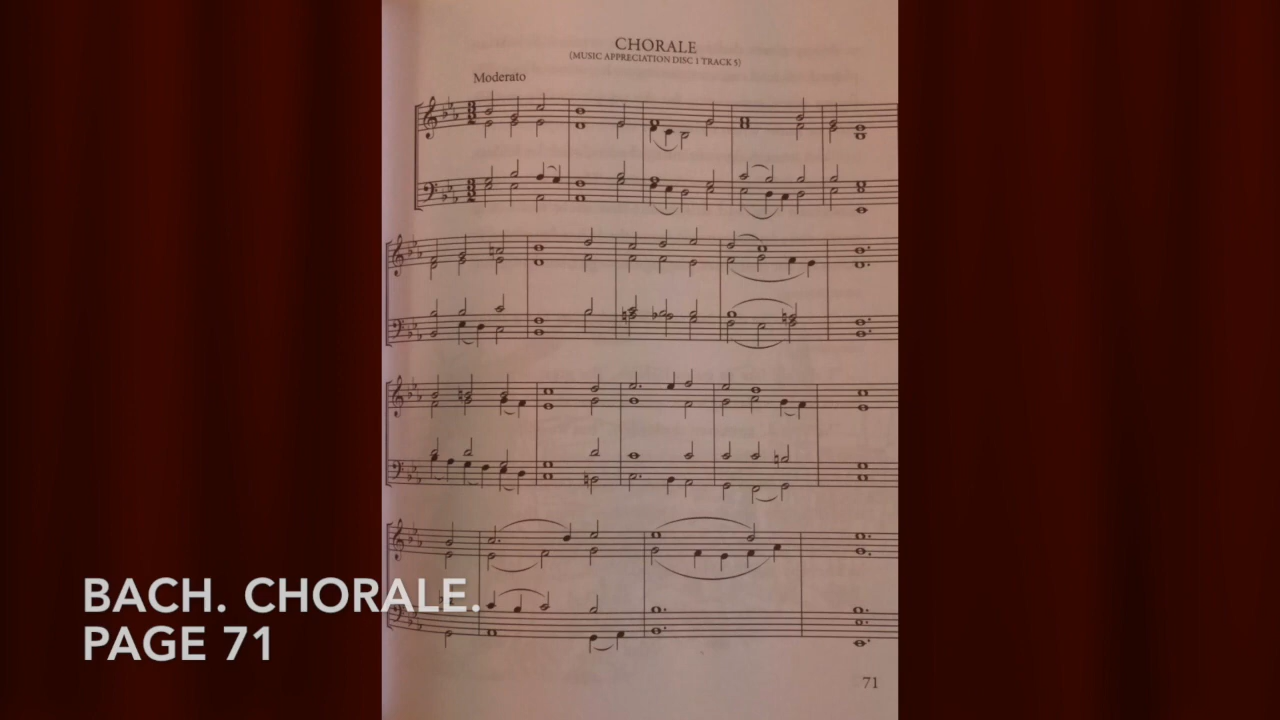 CHORALE
(MUSIC APPRECIATION DISC 1 TRACK 5)
Moderato
BACH. CHORALE.
PAGE 71
71